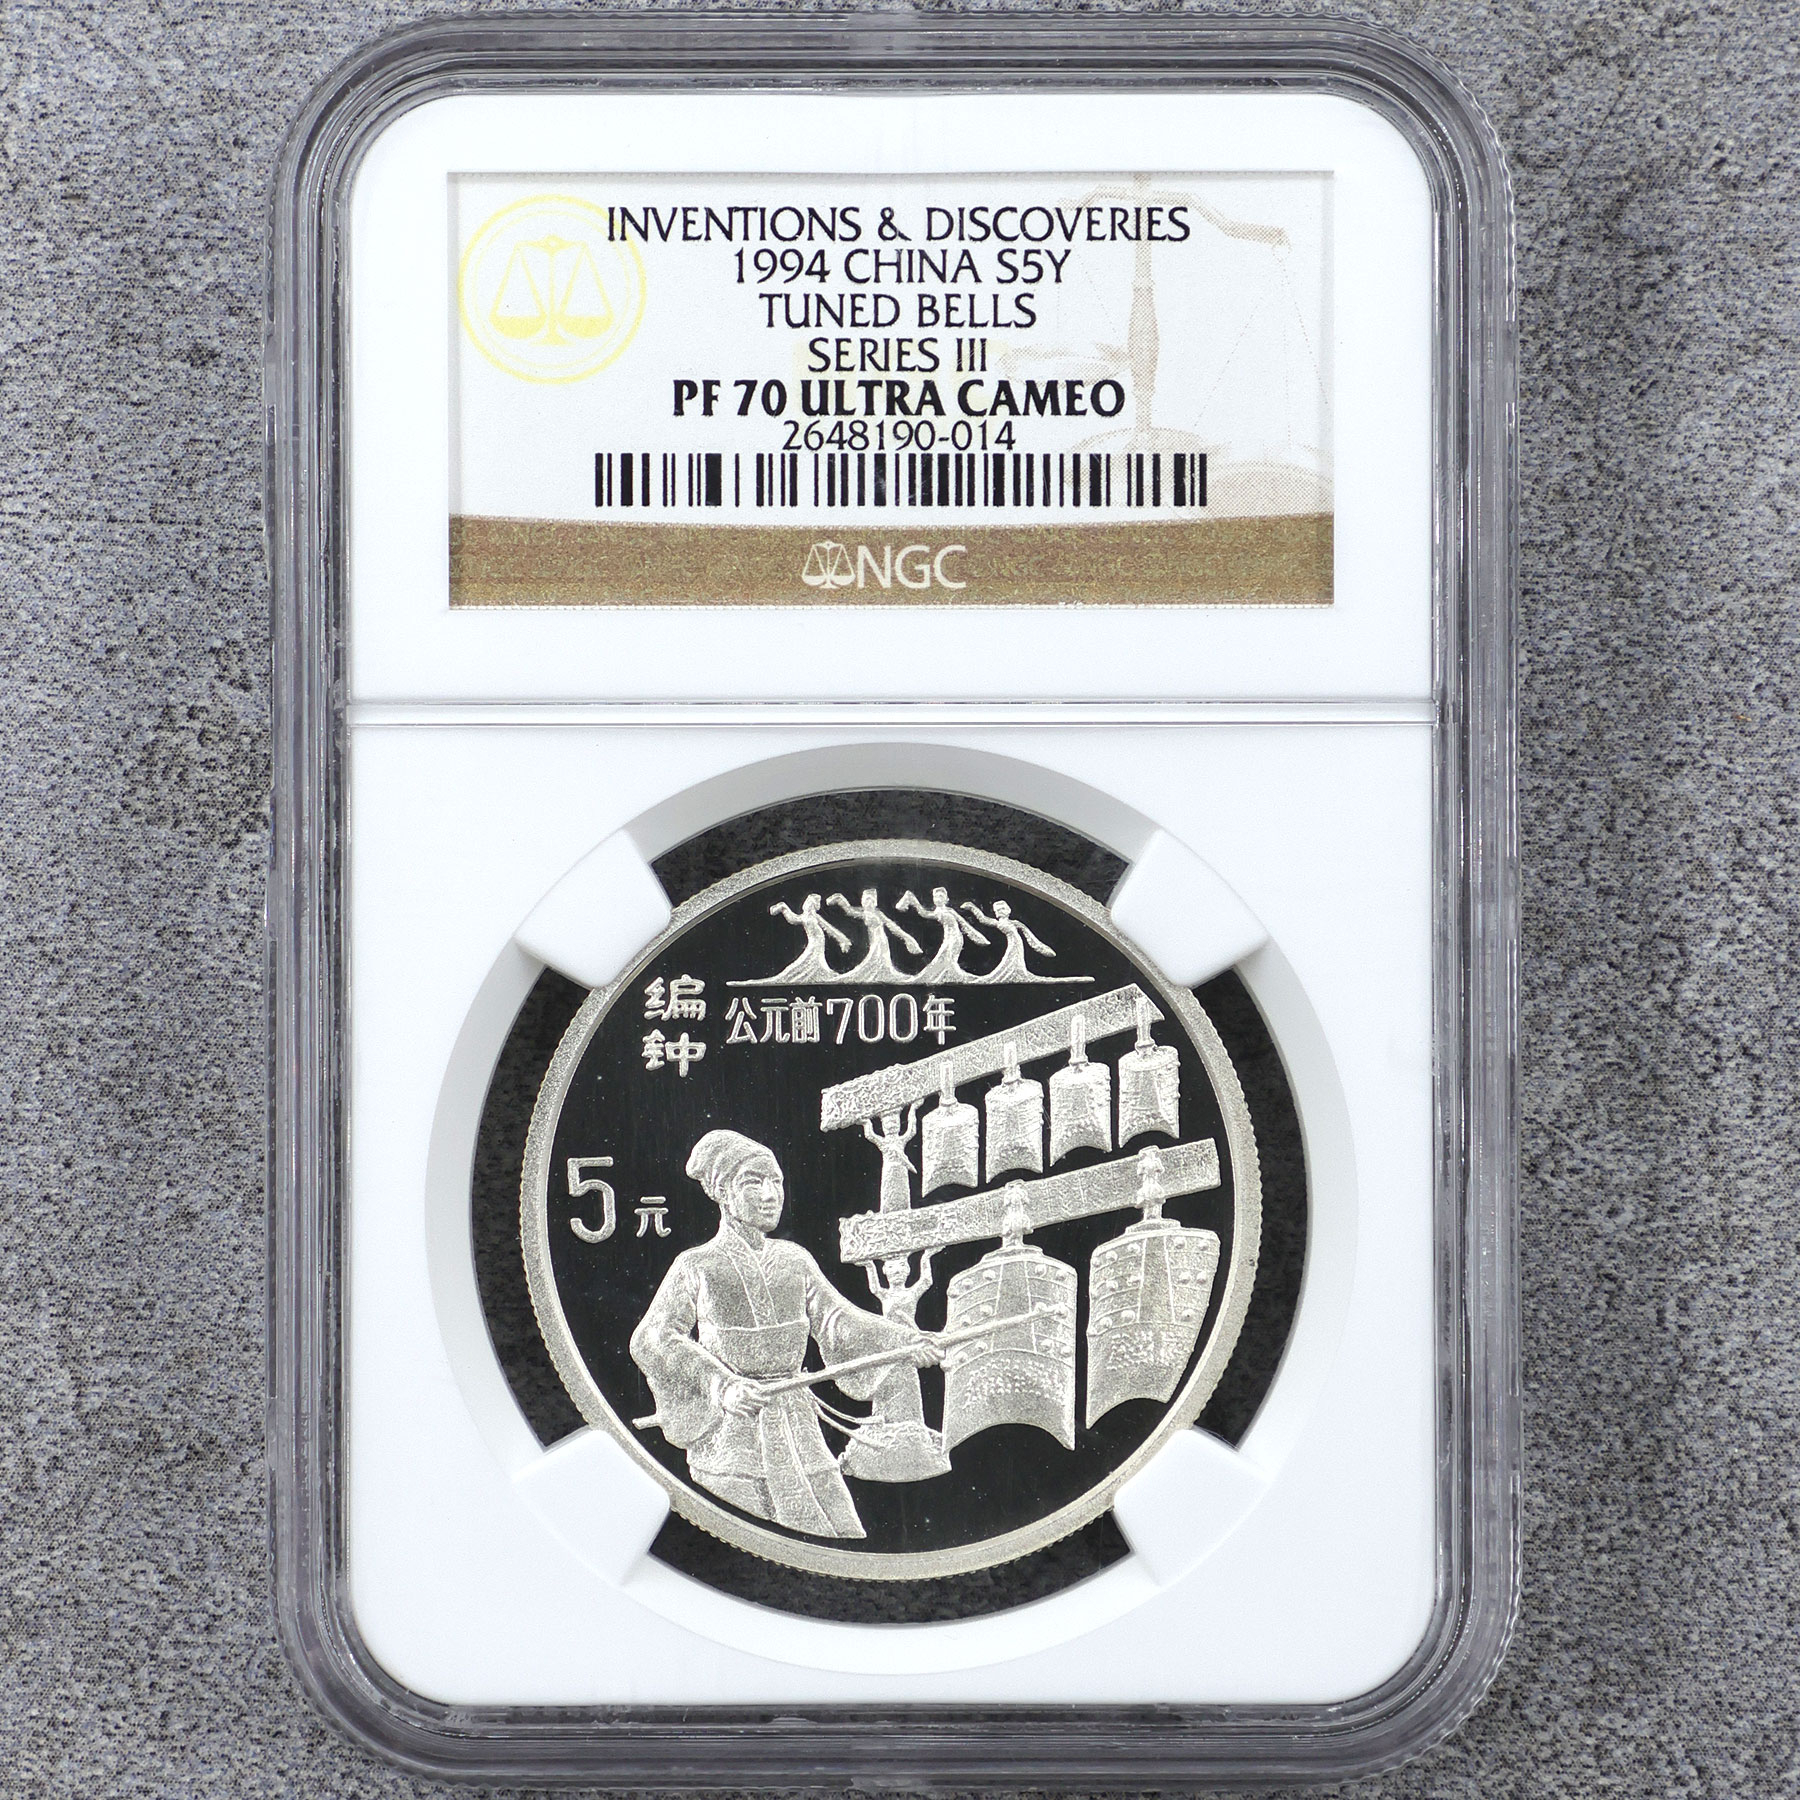 INVENTIONS & DISCOVERIES
1994 CHINA S5Y
TUNED BELLS
SERIES III
PF 70 ULTRA CAMEO
2648190-014
NGC
编钟
公元前700年
5元